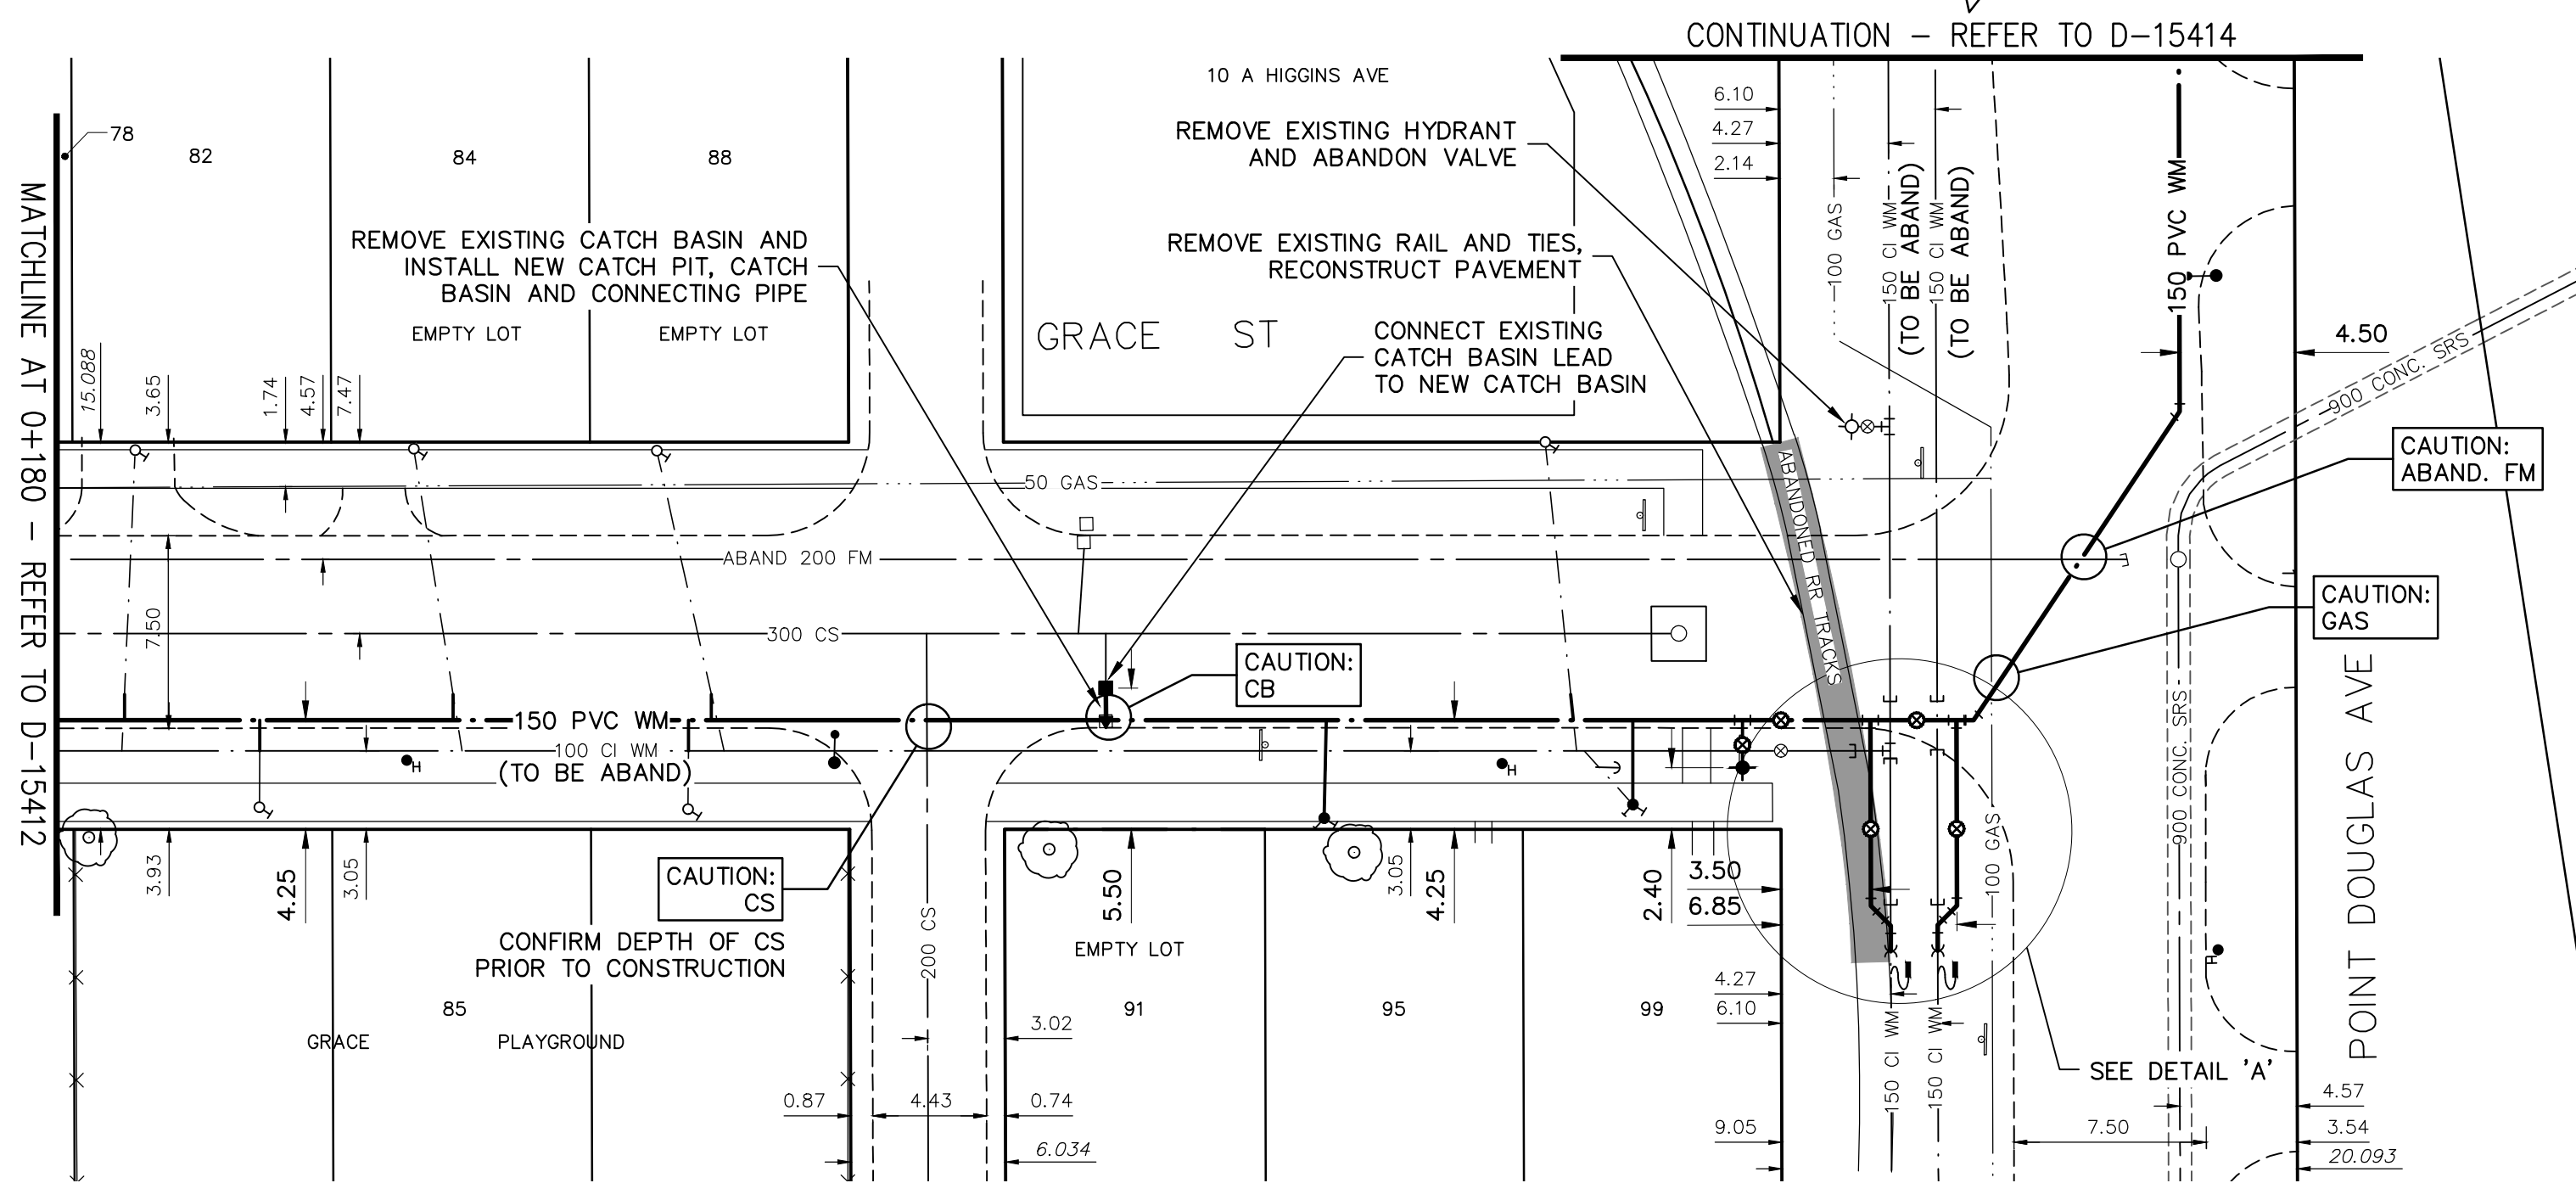 CONTINUATION - REFER TO D-15414
MATCHLINE AT 0+180 - REFER TO D-15412
78
82
84
88
10 A HIGGINS AVE
REMOVE EXISTING HYDRANT
AND ABANDON VALVE
REMOVE EXISTING CATCH BASIN AND
INSTALL NEW CATCH PIT, CATCH
BASIN AND CONNECTING PIPE
EMPTY LOT
EMPTY LOT
REMOVE EXISTING RAIL AND TIES,
RECONSTRUCT PAVEMENT
GRACE ST
CONNECT EXISTING
CATCH BASIN LEAD
TO NEW CATCH BASIN
6.10
4.27
2.14
100 GAS
150 CI WM
(TO BE ABAND)
150 CI WM
(TO BE ABAND)
150 PVC WM
4.50
900 CONC. SRS
CAUTION:
ABAND. FM
15.088
3.65
1.74
4.57
7.47
50 GAS
ABAND 200 FM
ABANDONED RR TRACKS
7.50
300 CS
CAUTION:
CB
CAUTION:
GAS
150 PVC WM
100 CI WM
(TO BE ABAND)
H
H
3.93
4.25
3.05
CAUTION:
CS
CONFIRM DEPTH OF CS
PRIOR TO CONSTRUCTION
200 CS
5.50
3.05
4.25
2.40
3.50
6.85
100 GAS
900 CONC. SRS
POINT DOUGLAS AVE
H
EMPTY LOT
85
91
95
99
GRACE PLAYGROUND
3.02
4.27
6.10
150 CI WM
150 CI WM
SEE DETAIL 'A'
0.87
4.43
0.74
6.034
9.05
7.50
4.57
3.54
20.093